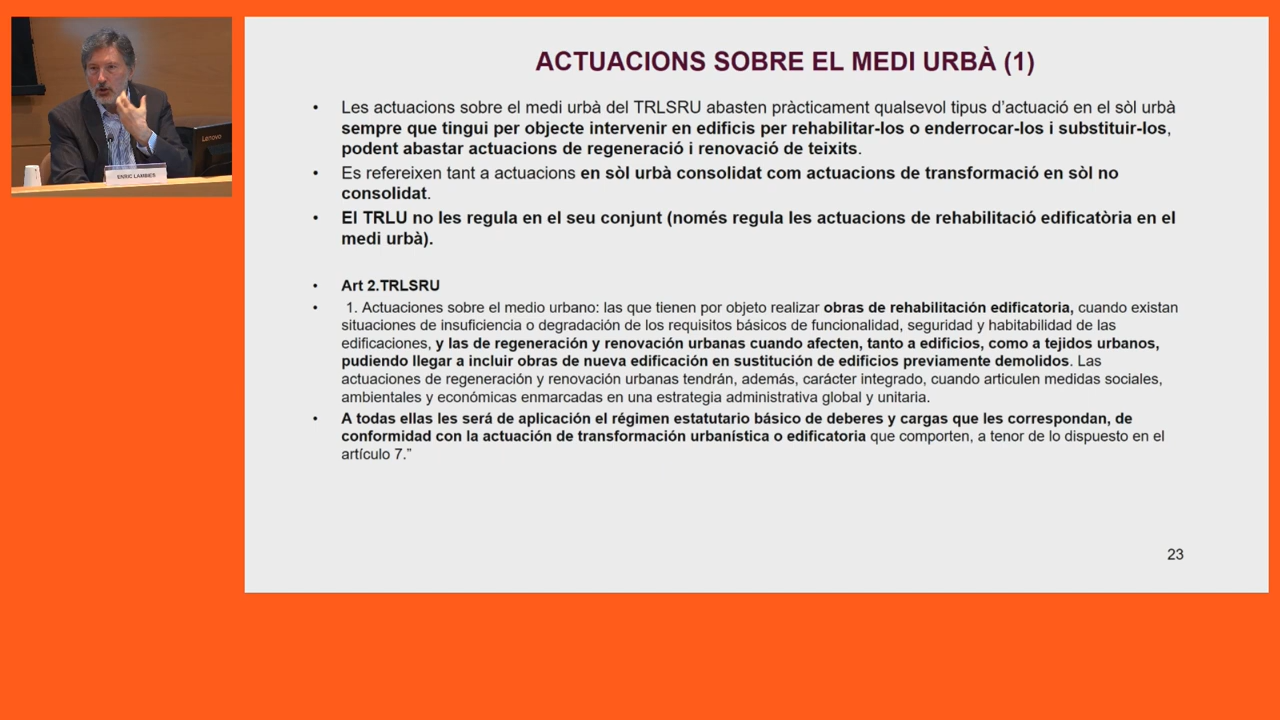 ACTUACIONS SOBRE EL MEDI URBÀ (1)
• Les actuacions sobre el medi urbà del TRLSRU abasten pràcticament qualsevol tipus d’actuació en el sòl urbà
sempre que tingui per objecte intervenir en edificis per rehabilitar-los o enderrocar-los i substituir-los,
podent abastar actuacions de regeneració i renovació de teixits.
• Es refereixen tant a actuacions en sòl urbà consolidat com actuacions de transformació en sòl no
consolidat.
• El TRLU no les regula en el seu conjunt (només regula les actuacions de rehabilitació edificatòria en el
medi urbà).
• Art 2.TRLSRU
• 1. Actuaciones sobre el medio urbano: las que tienen por objeto realizar obras de rehabilitación edificatoria, cuando existan
situaciones de insuficiencia o degradación de los requisitos básicos de funcionalidad, seguridad y habitabilidad de las
edificaciones, y las de regeneración y renovación urbanas cuando afecten, tanto a edificios, como a tejidos urbanos,
pudiendo llegar a incluir obras de nueva edificación en sustitución de edificios previamente demolidos. Las
actuaciones de regeneración y renovación urbanas tendrán, además, carácter integrado, cuando articulen medidas sociales,
ambientales y económicas enmarcadas en una estrategia administrativa global y unitaria.
• A todas ellas les será de aplicación el régimen estatutario básico de deberes y cargas que les correspondan, de
conformidad con la actuación de transformación urbanística o edificatoria que comporten, a tenor de lo dispuesto en el
artículo 7.”
23
Lenovo
ENRIC LAMBIES